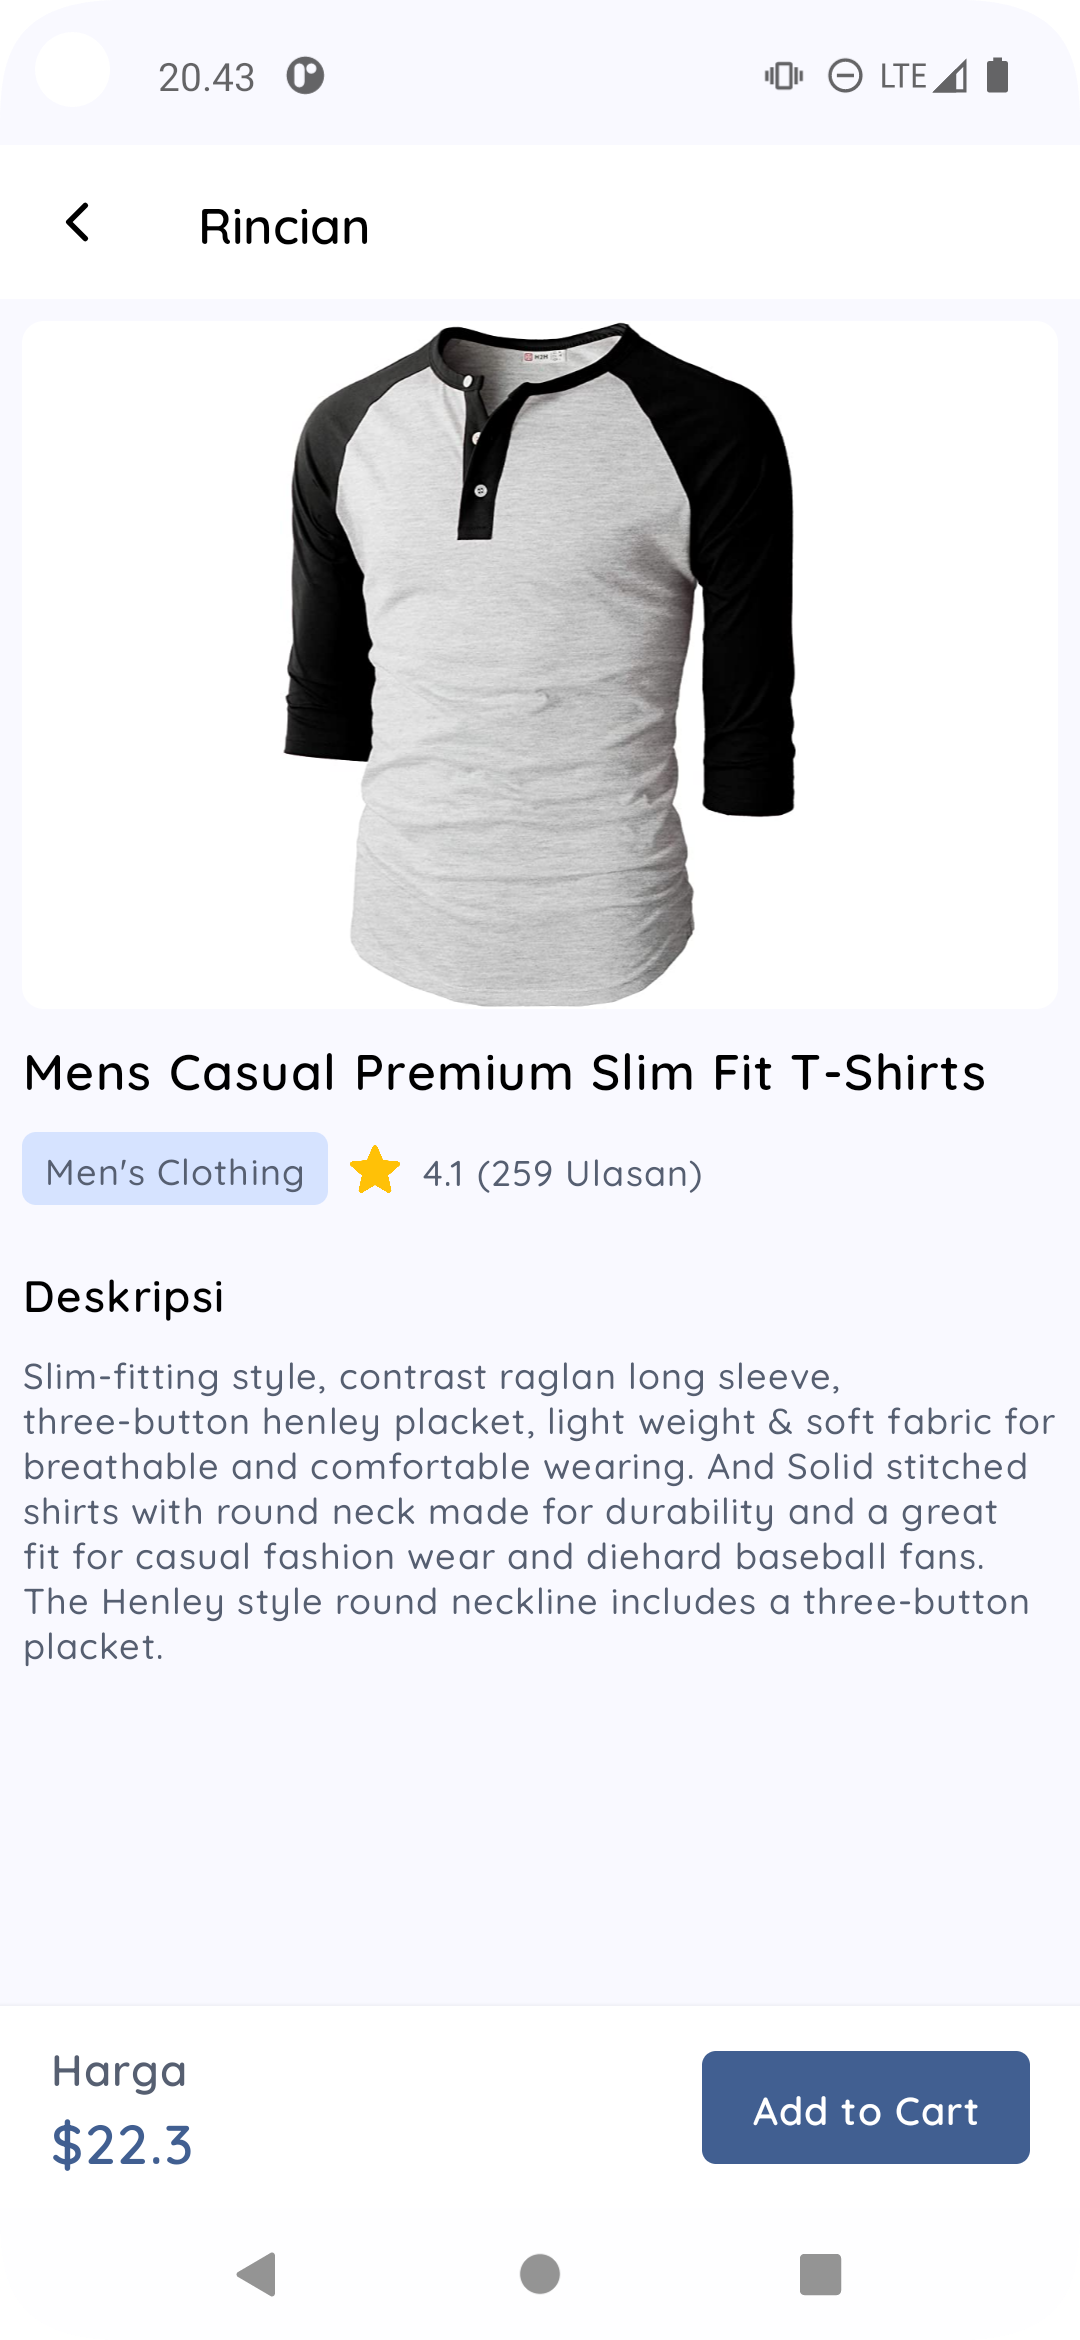 20.43
LTE
Rincian
Mens Casual Premium Slim Fit T-Shirts
Men's Clothing
4.1 (259 Ulasan)
Deskripsi
Slim-fitting style, contrast raglan long sleeve,
three-button henley placket, light weight & soft fabric for
breathable and comfortable wearing. And Solid stitched
shirts with round neck made for durability and a great
fit for casual fashion wear and diehard baseball fans.
The Henley style round neckline includes a three-button
placket.
Harga
$22.3
Add to Cart